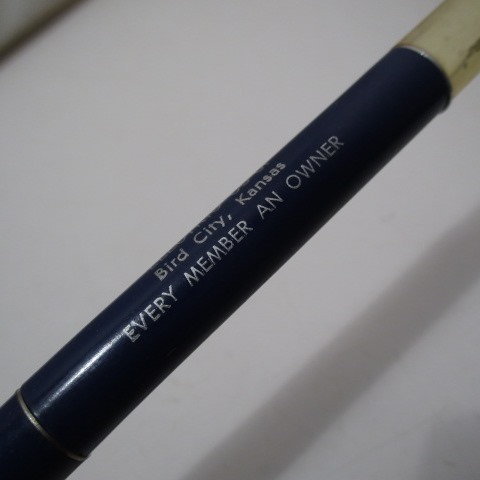 Bird City, Kansas
EVERY MEMBER AN OWNER